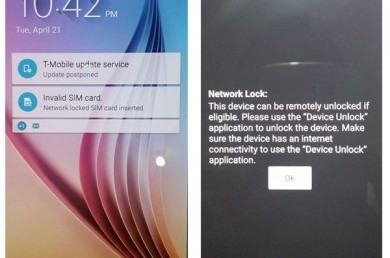 10:42 PM
Tue, April 21
T-Mobile update service
Update postponed.
Invalid SIM card.
Network locked SIM card inserted.
Network Lock:
This device can be remotely unlocked if
eligible. Please use the "Device Unlock"
application to unlock the device. Make
sure the device has an internet
connectivity to use the "Device Unlock"
application.
OK